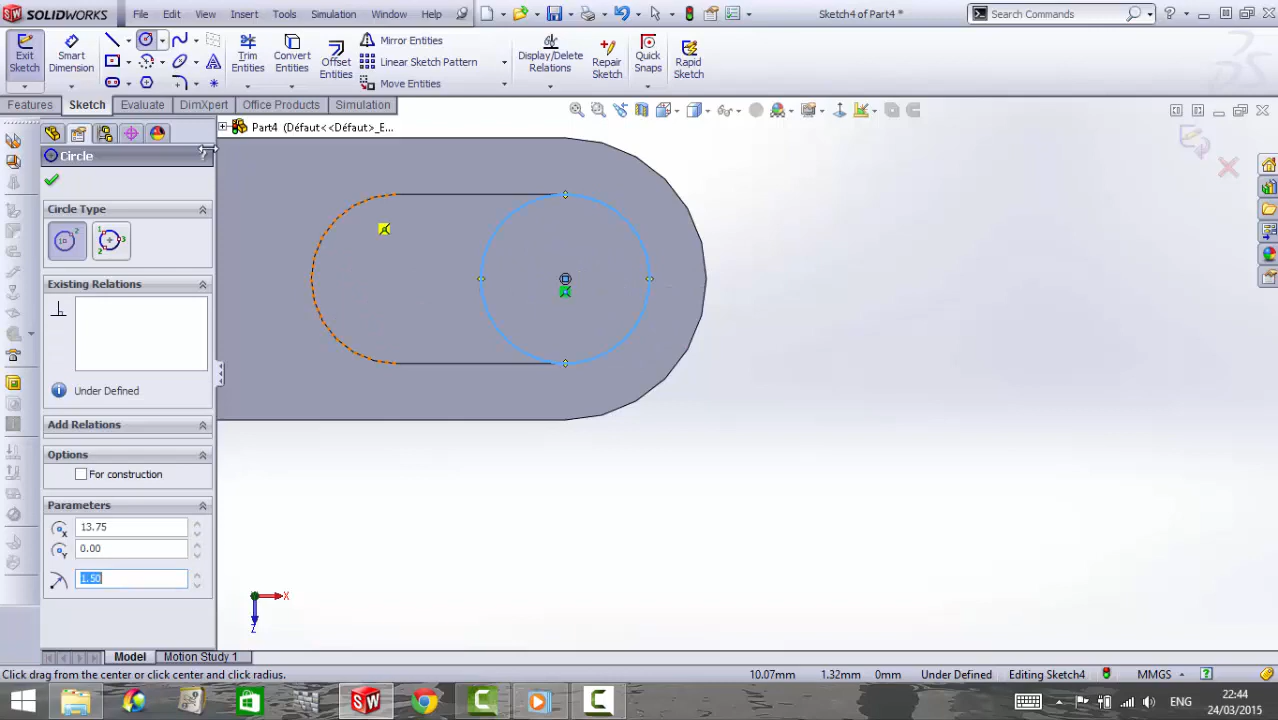 SOLIDWORKS File Edit View Insert Tools Simulation Window Help Sketch4 of Part4 * Search Commands
Exit Sketch Smart Dimension Trim Entities Convert Entities Offset Entities Mirror Entities Linear Sketch Pattern Move Entities Display/Delete Relations Repair Sketch Quick Snaps Rapid Sketch
Features Sketch Evaluate DimXpert Office Products Simulation
Part4 (Défaut<<Défaut>_E...
Circle
Circle Type
Existing Relations
Under Defined
Add Relations
Options
For construction
Parameters
13.75
0.00
1.50
X
Z
Model Motion Study 1
Click drag from the center or click center and radius. 10.07mm 1.32mm 0mm Under Defined Editing Sketch4 MMGS
ENG 22:44
24/03/2015